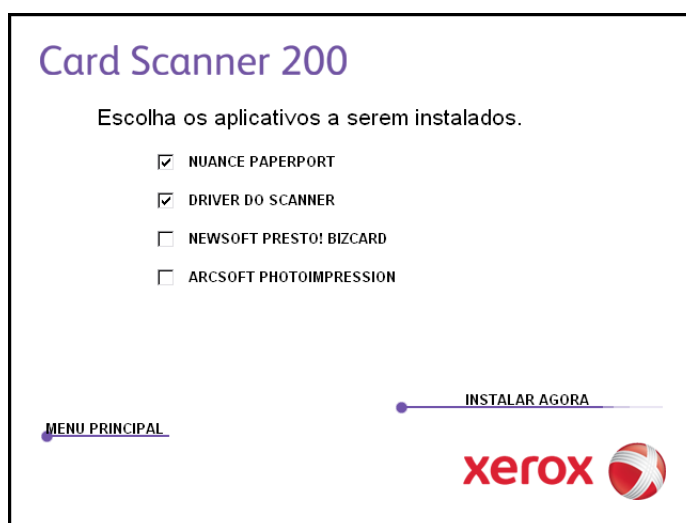 Card Scanner 200
Escolha os aplicativos a serem instalados.
NUANCE PAPERPORT
DRIVER DO SCANNER
NEWSOFT PRESTO! BIZCARD
ARCSOFT PHOTOIMPRESSION
INSTALAR AGORA
MENU PRINCIPAL
xerox